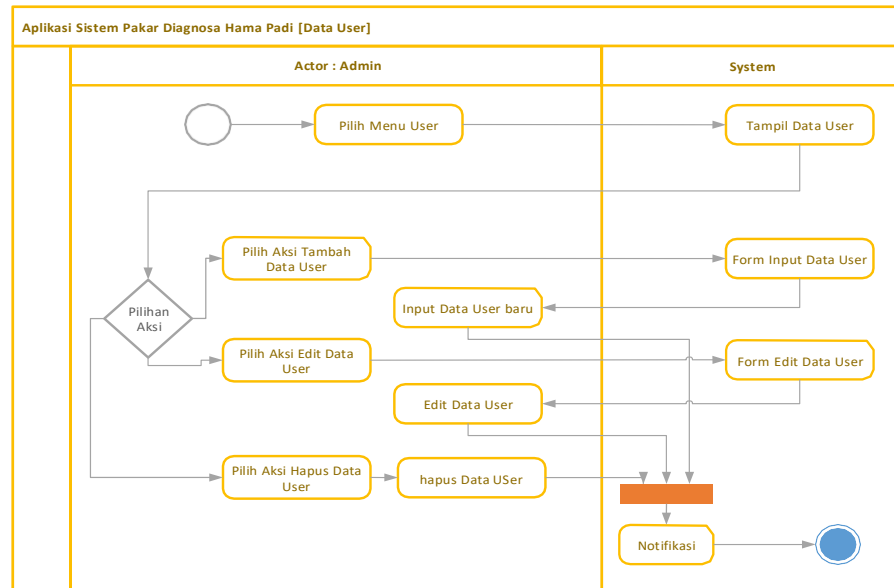 Aplikasi Sistem Pakar Diagnosa Hama Padi [Data User]
Actor : Admin
System
Pilih Menu User
Tampil Data User
Pilih Aksi Tambah
Data User
Form Input Data User
Pilihan
Aksi
Input Data User baru
Pilih Aksi Edit Data
User
Form Edit Data User
Edit Data User
Pilih Aksi Hapus Data
User
hapus Data USer
Notifikasi